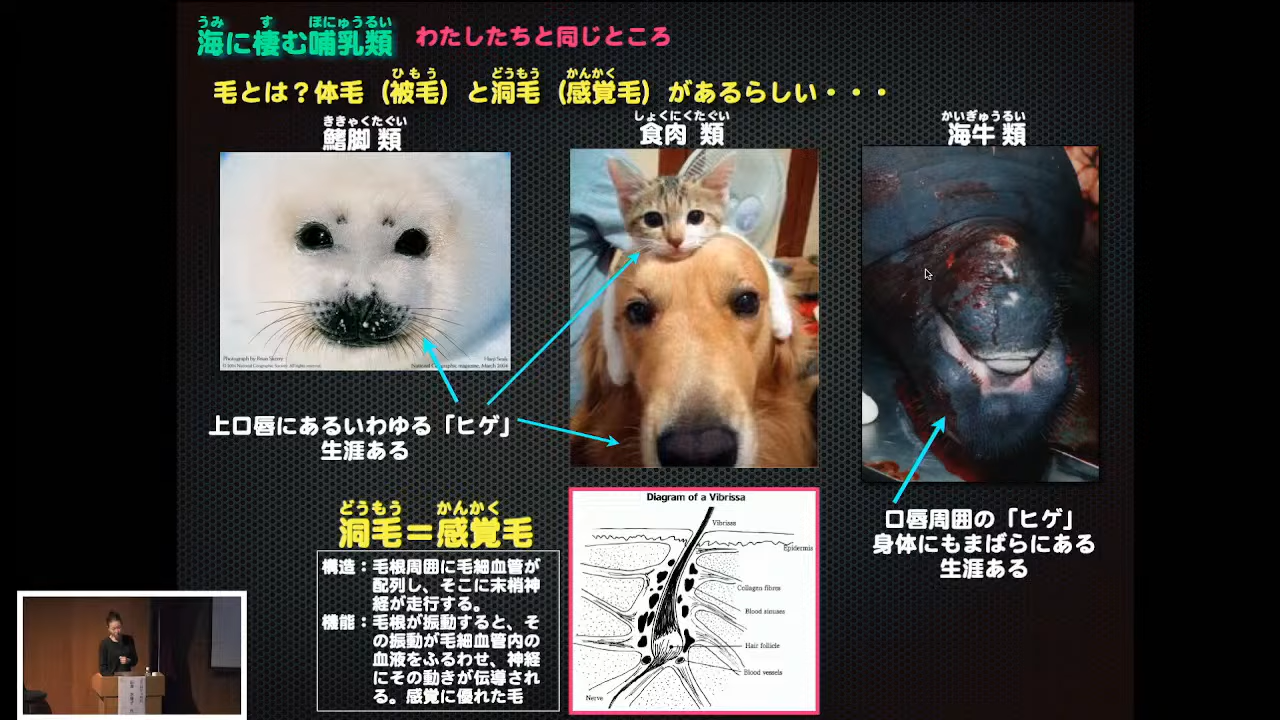 うみ す ほにゅうるい
海に棲む哺乳類 わたしたちと同じところ
ひもう どうもう かんかく
毛とは？体毛（被毛）と洞毛（感覚毛）があるらしい・・・
ききゃくたぐい
鰭脚 類
しょくにくたぐい
食肉 類
かいぎゅうるい
海牛 類
Harp Seals
National Geographic magazine, March 2004
上口唇にあるいわゆる「ヒゲ」
生涯ある
口唇周囲の「ヒゲ」
身体にもまばらにある
生涯ある
どうもう かんかく
洞毛＝感覚毛
構造：毛根周囲に毛細血管が
配列し、そこに末梢神
経が走行する。
機能：毛根が振動すると、そ
の振動が毛細血管内の
血液をふるわせ、神経
にその動きが伝導され
る。感覚に優れた毛
Diagram of a Vibrissa
Vibrissa
Epidermis
Collagen fibres
Blood sinuses
Hair follicle
Blood vessels
Nerve